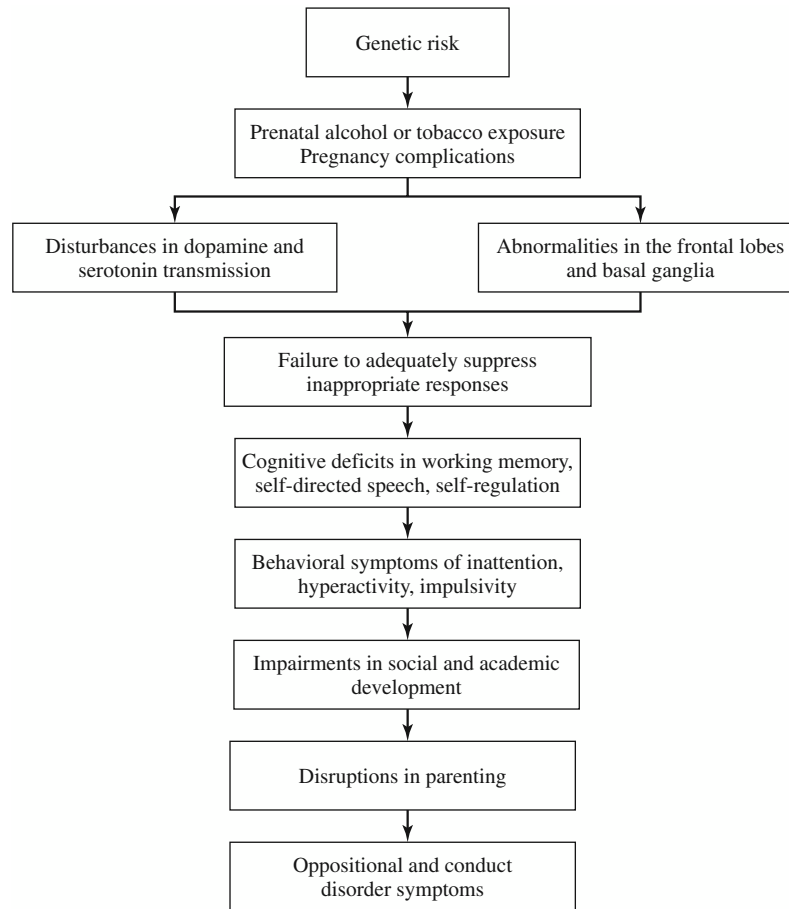 Genetic risk
Prenatal alcohol or tobacco exposure
Pregnancy complications
Disturbances in dopamine and
serotonin transmission
Abnormalities in the frontal lobes
and basal ganglia
Failure to adequately suppress
inappropriate responses
Cognitive deficits in working memory,
self-directed speech, self-regulation
Behavioral symptoms of inattention,
hyperactivity, impulsivity
Impairments in social and academic
development
Disruptions in parenting
Oppositional and conduct
disorder symptoms